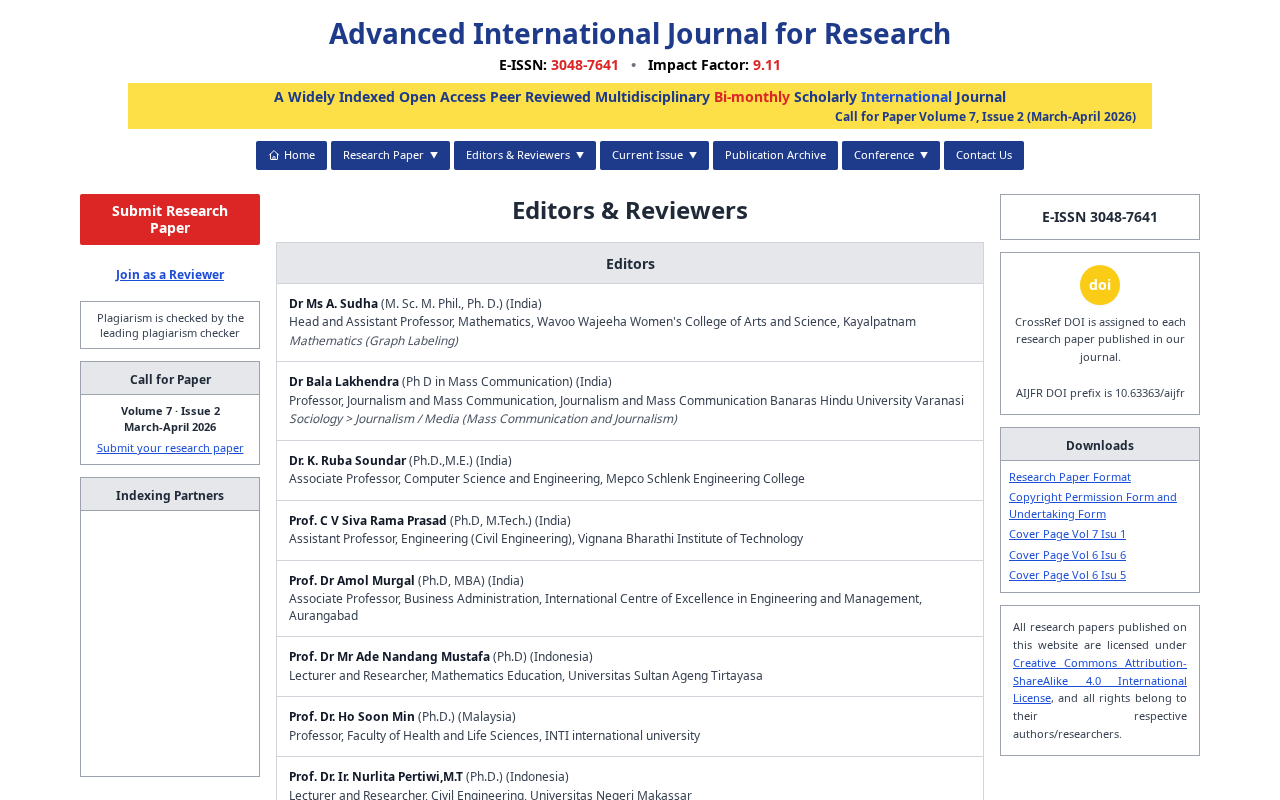 Advanced International Journal for Research
E-ISSN: 3048-7641 • Impact Factor: 9.11
A Widely Indexed Open Access Peer Reviewed Multidisciplinary Bi-monthly Scholarly International Journal
Call for Paper Volume 7, Issue 2 (March-April 2026)
Home
Research Paper ▼
Editors & Reviewers ▼
Current Issue ▼
Publication Archive
Conference ▼
Contact Us
Submit Research
Paper
Join as a Reviewer
Plagiarism is checked by the
leading plagiarism checker
Call for Paper
Volume 7 · Issue 2
March-April 2026
Submit your research paper
Indexing Partners
Editors & Reviewers
Editors
Dr Ms A. Sudha (M. Sc. M. Phil., Ph. D.) (India)
Head and Assistant Professor, Mathematics, Wavoo Wajeeha Women's College of Arts and Science, Kayalpatnam
Mathematics (Graph Labeling)
Dr Bala Lakhendra (Ph D in Mass Communication) (India)
Professor, Journalism and Mass Communication, Journalism and Mass Communication Banaras Hindu University Varanasi
Sociology > Journalism / Media (Mass Communication and Journalism)
Dr. K. Ruba Soundar (Ph.D.,M.E.) (India)
Associate Professor, Computer Science and Engineering, Mepco Schlenk Engineering College
Prof. C V Siva Rama Prasad (Ph.D, M.Tech.) (India)
Assistant Professor, Engineering (Civil Engineering), Vignana Bharathi Institute of Technology
Prof. Dr Amol Murgal (Ph.D, MBA) (India)
Associate Professor, Business Administration, International Centre of Excellence in Engineering and Management,
Aurangabad
Prof. Dr Mr Ade Nandang Mustafa (Ph.D) (Indonesia)
Lecturer and Researcher, Mathematics Education, Universitas Sultan Ageng Tirtayasa
Prof. Dr. Ho Soon Min (Ph.D.) (Malaysia)
Professor, Faculty of Health and Life Sciences, INTI international university
Prof. Dr. Ir. Nurlita Pertiwi,M.T (Ph.D.) (Indonesia)
Lecturer and Researcher, Civil Engineering, Universitas Negeri Makassar
E-ISSN 3048-7641
doi
CrossRef DOI is assigned to each
research paper published in our
journal.
AIJFR DOI prefix is 10.63363/aijfr
Downloads
Research Paper Format
Copyright Permission Form and
Undertaking Form
Cover Page Vol 7 Isu 1
Cover Page Vol 6 Isu 6
Cover Page Vol 6 Isu 5
All research papers published on
this website are licensed under
Creative Commons Attribution-
ShareAlike 4.0 International
License, and all rights belong to
their respective
authors/researchers.